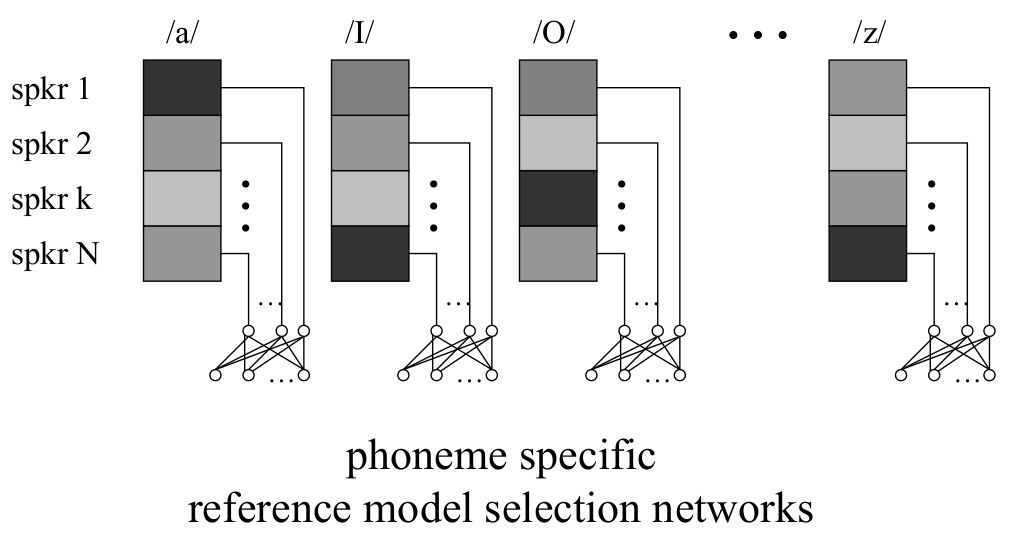 /a/ /I/ /O/ • • • /z/
spkr 1
spkr 2
spkr k
spkr N
... ... ... ...
... ... ... ...
phoneme specific
reference model selection networks